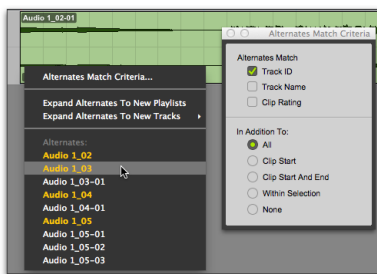 Audio 1_02-01
Alternates Match Criteria...
Expand Alternates To New Playlists
Expand Alternates To New Tracks
Alternates:
Audio 1_02
Audio 1_03
Audio 1_03-01
Audio 1_04
Audio 1_04-01
Audio 1_05
Audio 1_05-01
Audio 1_05-02
Audio 1_05-03
Alternates Match Criteria
Alternates Match
Track ID
Track Name
Clip Rating
In Addition To:
All
Clip Start
Clip Start And End
Within Selection
None